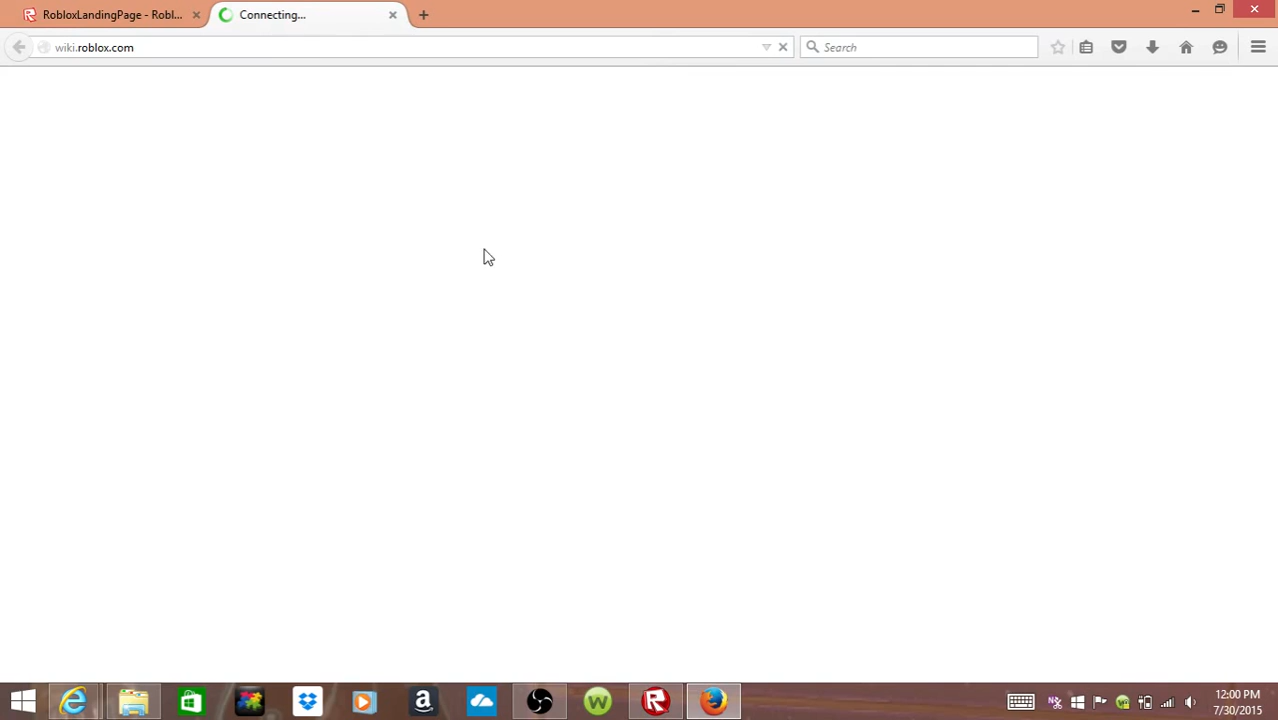 RobloxLandingPage - Robl...
Connecting...
wiki.roblox.com
Search
12:00 PM
7/30/2015